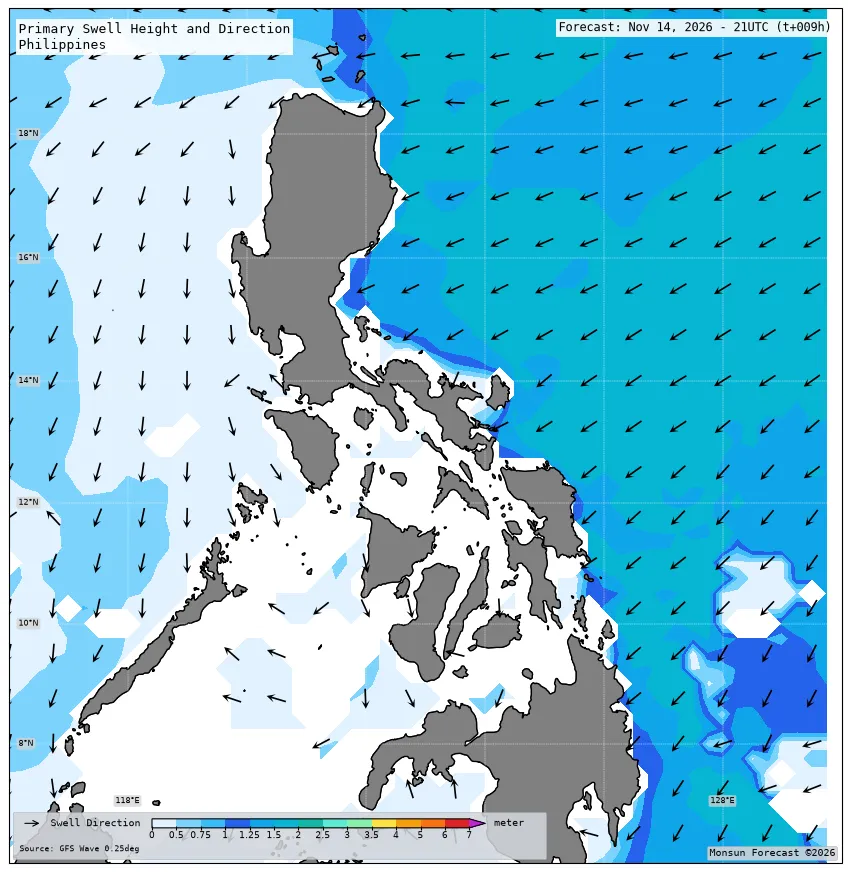 Primary Swell Height and Direction
Philippines
Forecast: Nov 14, 2026 - 21UTC (t+009h)
18°N
16°N
14°N
12°N
10°N
8°N
118°E
128°E
Swell Direction
0 0.5 0.75 1 1.25 1.5 2 2.5 3 3.5 4 5 6 7
meter
Source: GFS Wave 0.25deg
Monsun Forecast ©2026